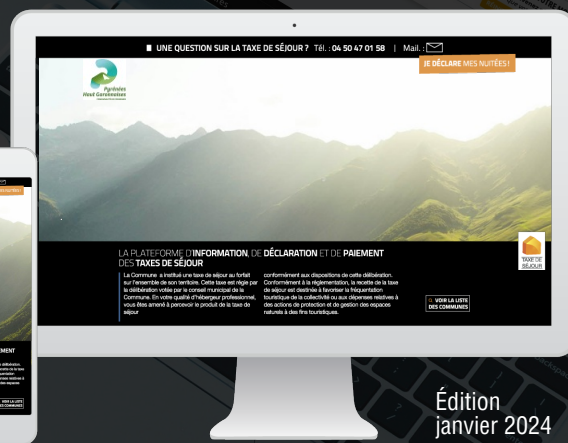 UNE QUESTION SUR LA TAXE DE SÉJOUR ? Tél. : 04 50 47 01 58 | Mail. :
JE DÉCLARE MES NUITÉES !
Pyrénées
Haut Garonnaises
LA PLATEFORME D'INFORMATION, DE DÉCLARATION ET DE PAIEMENT
DES TAXES DE SÉJOUR
La Commune a institué une taxe de séjour au forfait
sur l'ensemble de son territoire. Cette taxe est régie par
la délibération votée par le conseil municipal de la
Commune. En votre qualité d'hébergeur professionnel,
vous êtes amené à percevoir le produit de la taxe de
séjour
conformément aux dispositions de cette délibération.
Conformément à la réglementation, la recette de la taxe
de séjour est destinée à favoriser la fréquentation
touristique de la collectivité ou aux dépenses relatives à
des actions de protection et de gestion des espaces
naturels à des fins touristiques.
TAXE DE
SÉJOUR
VOIR LA LISTE
DES COMMUNES
Édition
janvier 2024